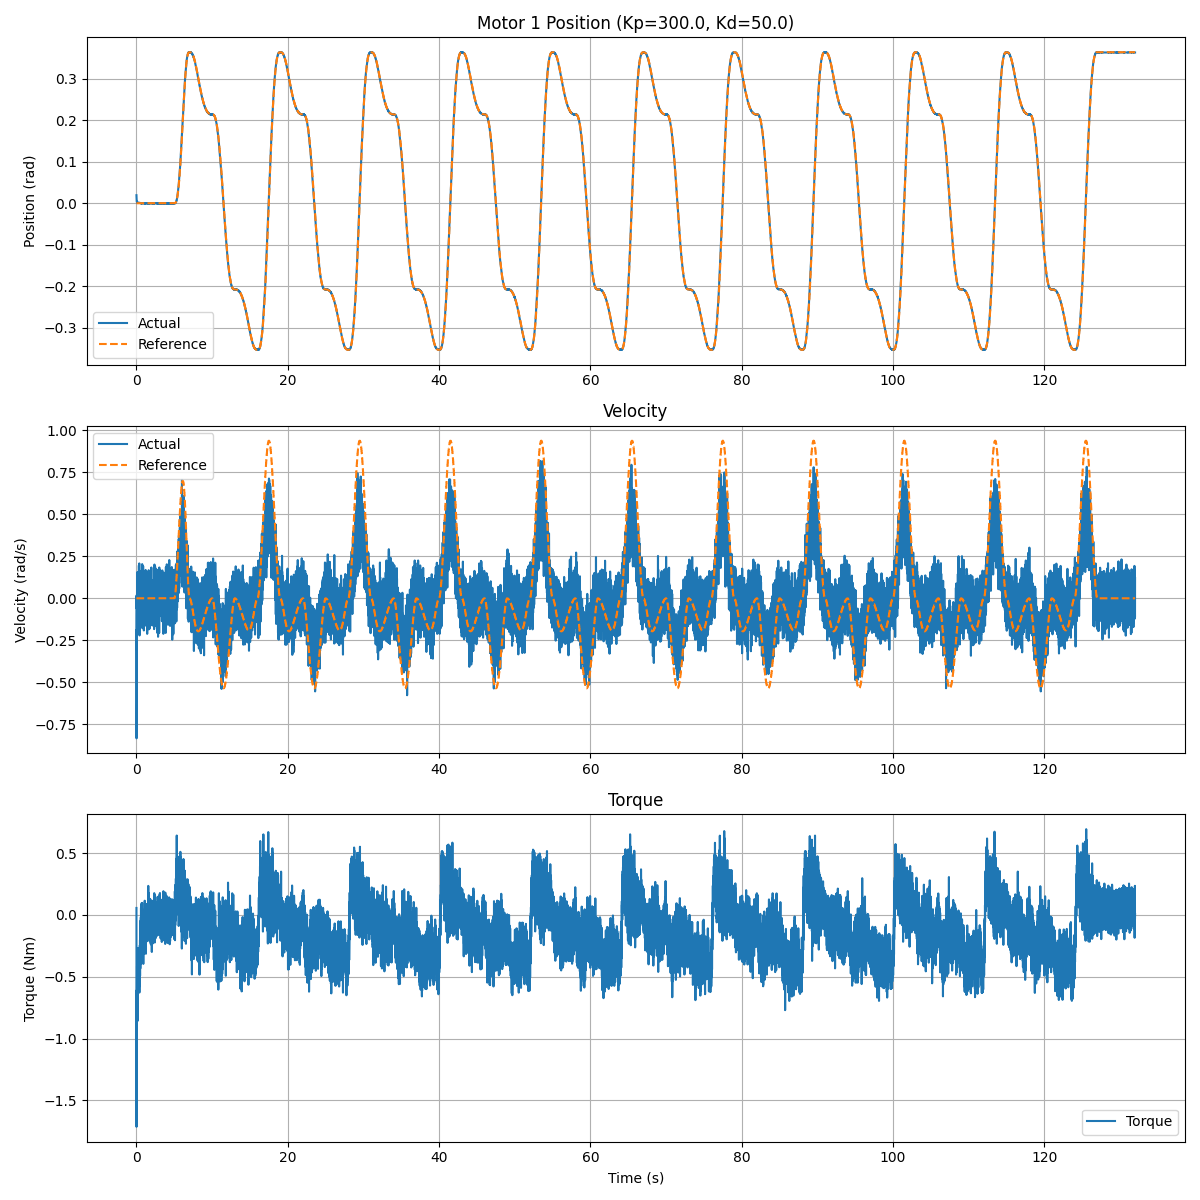 Motor 1 Position (Kp=300.0, Kd=50.0)
Position (rad)
0.3
0.2
0.1
0.0
−0.1
−0.2
−0.3
Actual
Reference
0 20 40 60 80 100 120
Velocity
Velocity (rad/s)
1.00
0.75
0.50
0.25
0.00
−0.25
−0.50
−0.75
Actual
Reference
0 20 40 60 80 100 120
Torque
Torque (Nm)
0.5
0.0
−0.5
−1.0
−1.5
Torque
0 20 40 60 80 100 120
Time (s)